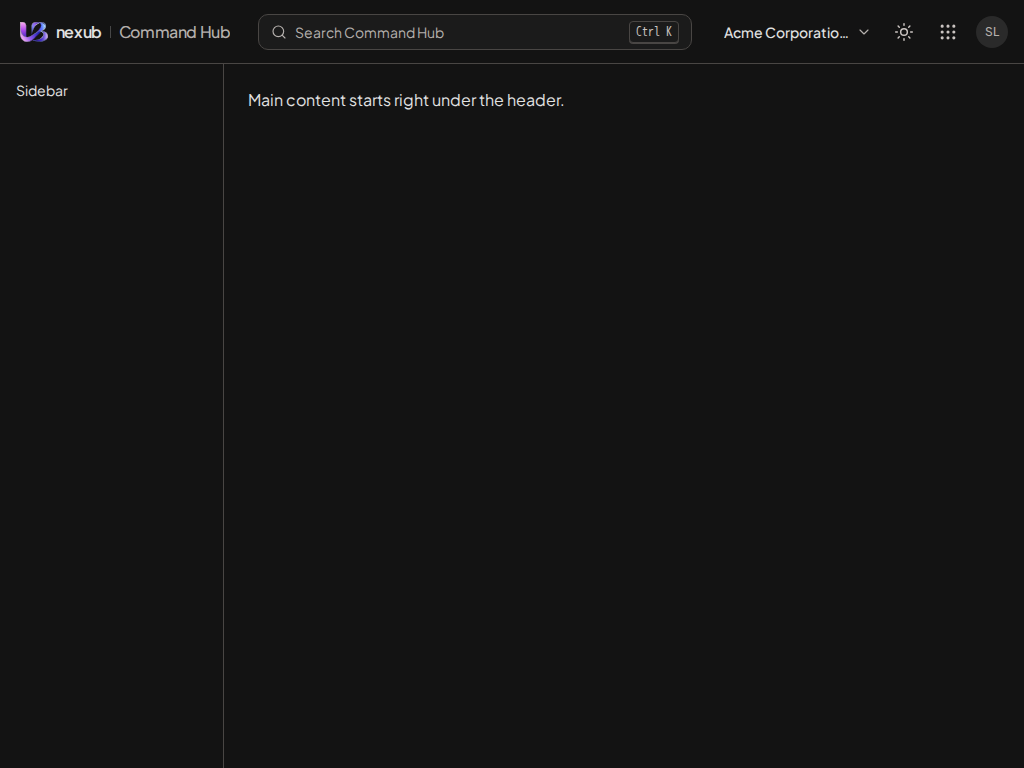 nexub Command Hub
Search Command Hub
Ctrl K
Acme Corporatio…
SL
Sidebar
Main content starts right under the header.